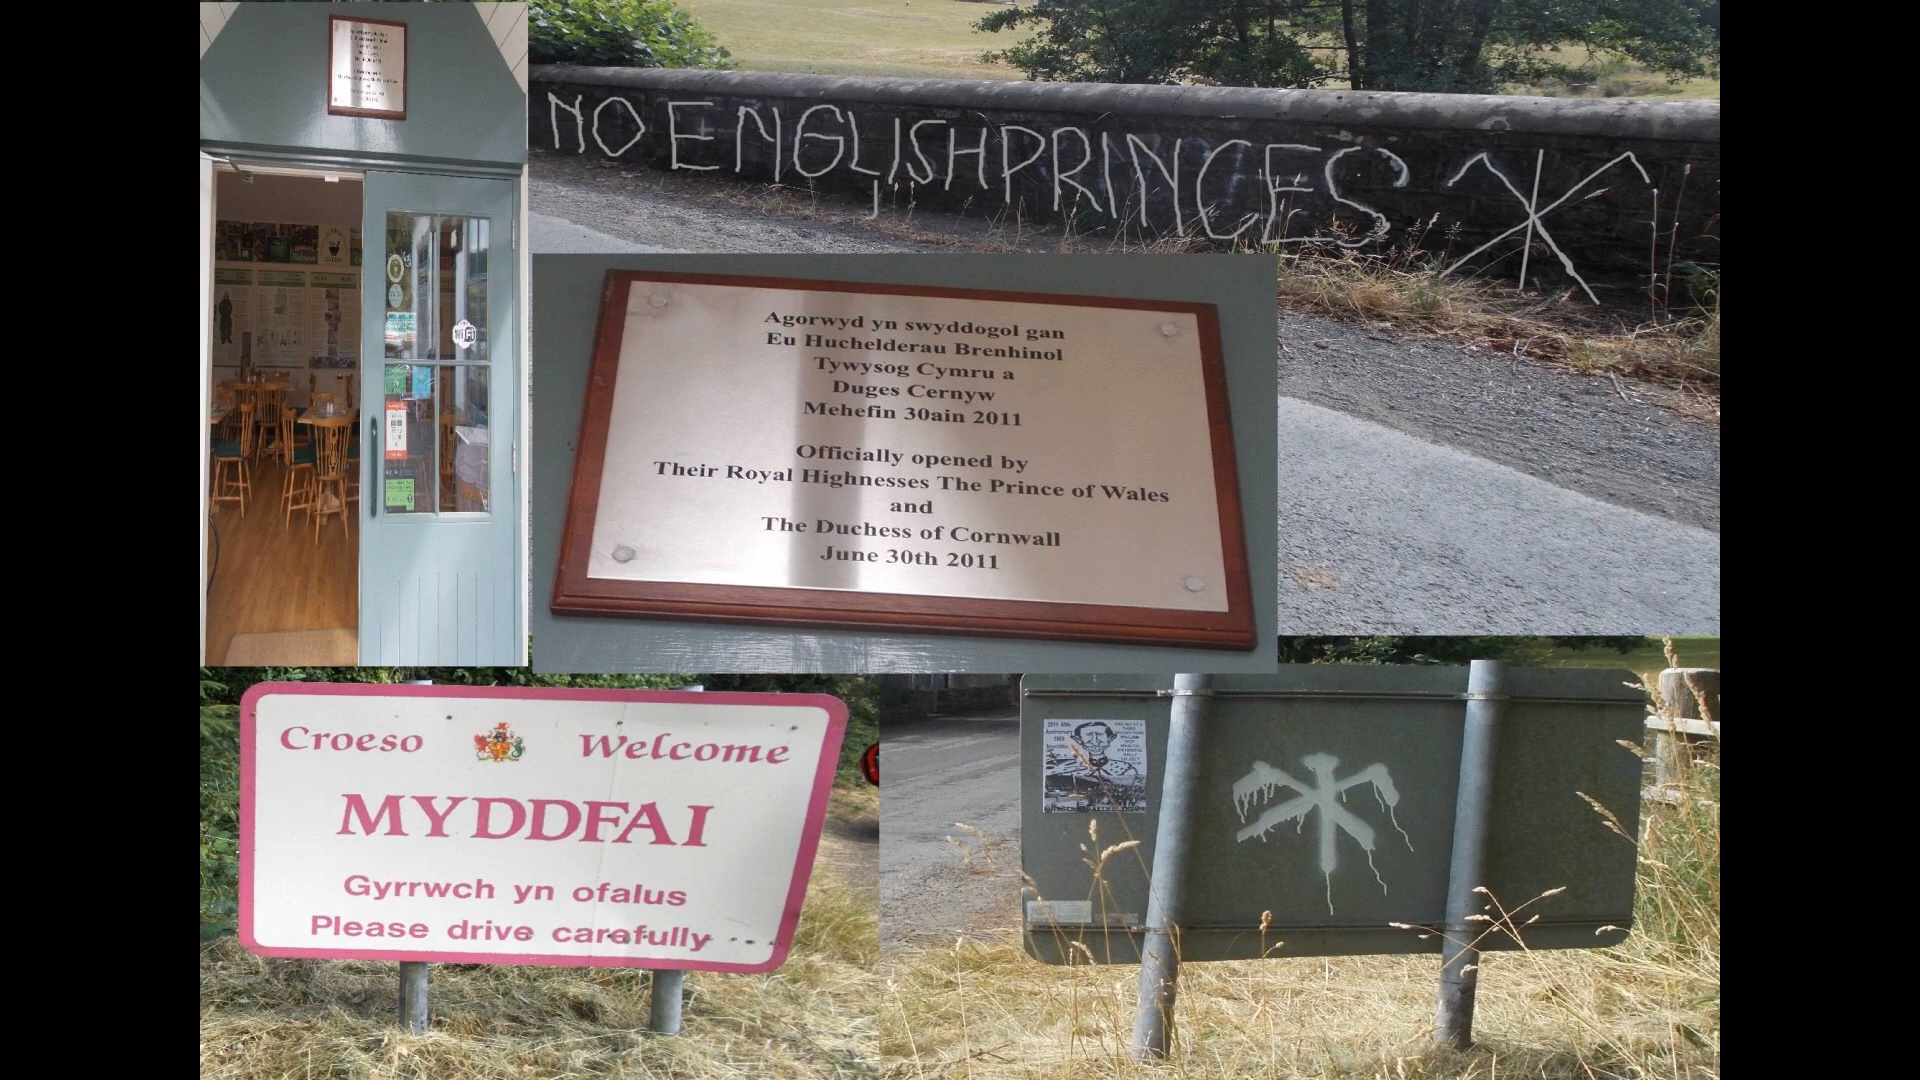 NO ENGLISH PRINCES
Agorwyd yn swyddogol gan
Eu Huchelderau Brenhinol
Tywysog Cymru a
Duges Cernyw
Mehefin 30ain 2011
Officially opened by
Their Royal Highnesses The Prince of Wales
and
The Duchess of Cornwall
June 30th 2011
Croeso Welcome
MYDDFAI
Gyrrwch yn ofalus
Please drive carefully
Anniversary
1969